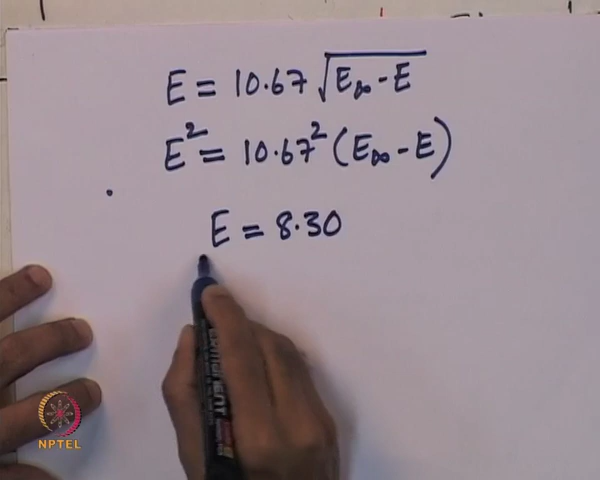 E = 10.67 √(E∞ - E)
E² = 10.67² (E∞ - E)
E = 8.30
NPTEL